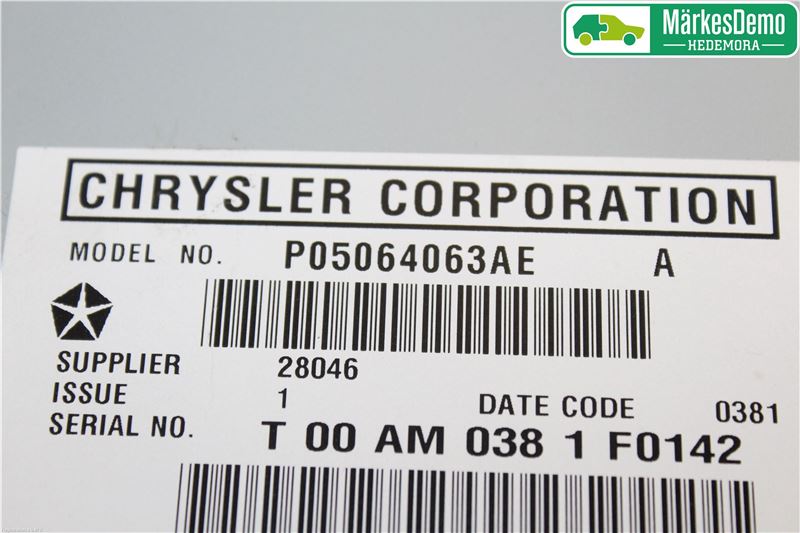 MärkesDemo
HEDEMORA
CHRYSLER CORPORATION
MODEL NO. P05064063AE A
SUPPLIER 28046
ISSUE 1 DATE CODE 0381
SERIAL NO. T 00 AM 038 1 F0142